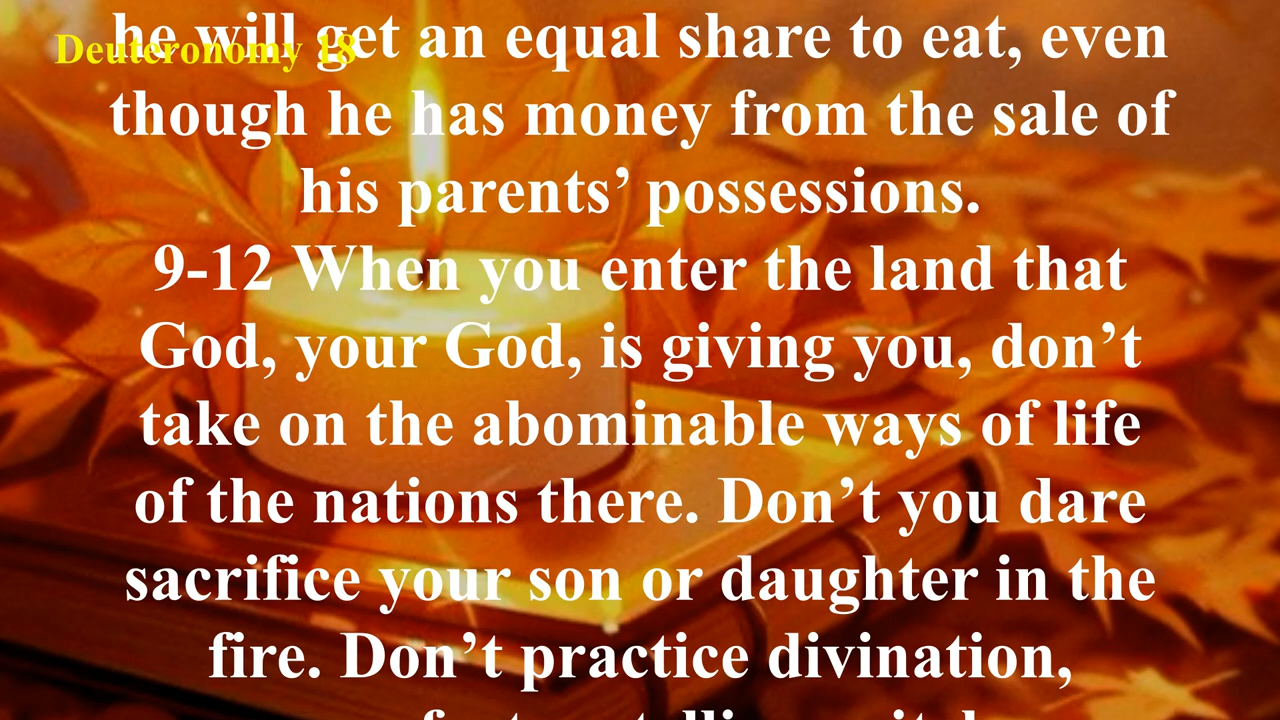 Deuteronomy 18
he will get an equal share to eat, even
though he has money from the sale of
his parents’ possessions.
9-12 When you enter the land that
God, your God, is giving you, don’t
take on the abominable ways of life
of the nations there. Don’t you dare
sacrifice your son or daughter in the
fire. Don’t practice divination,